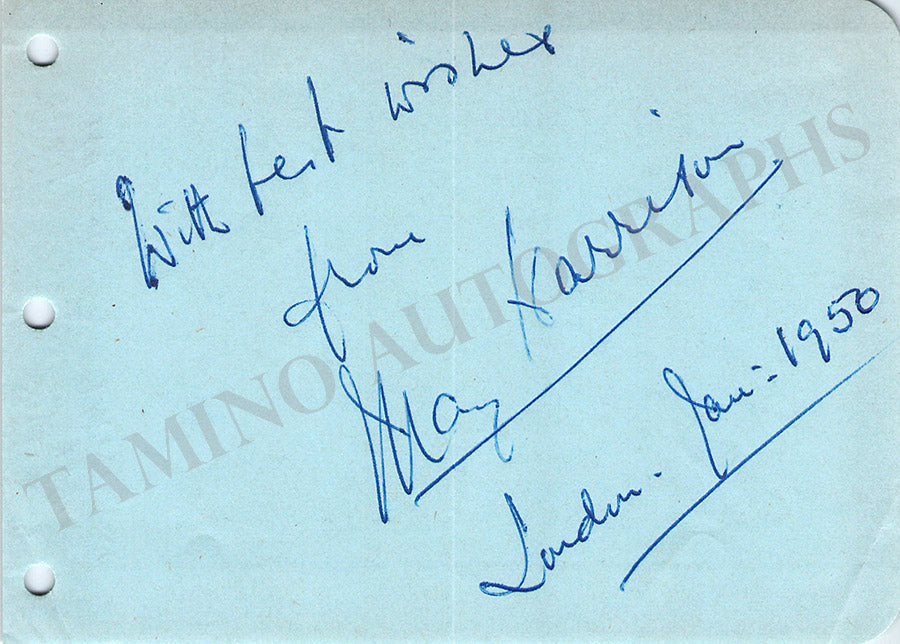 With best wishes
from
May Harrison
London. Jan: 1950
TAMINO AUTOGRAPHS